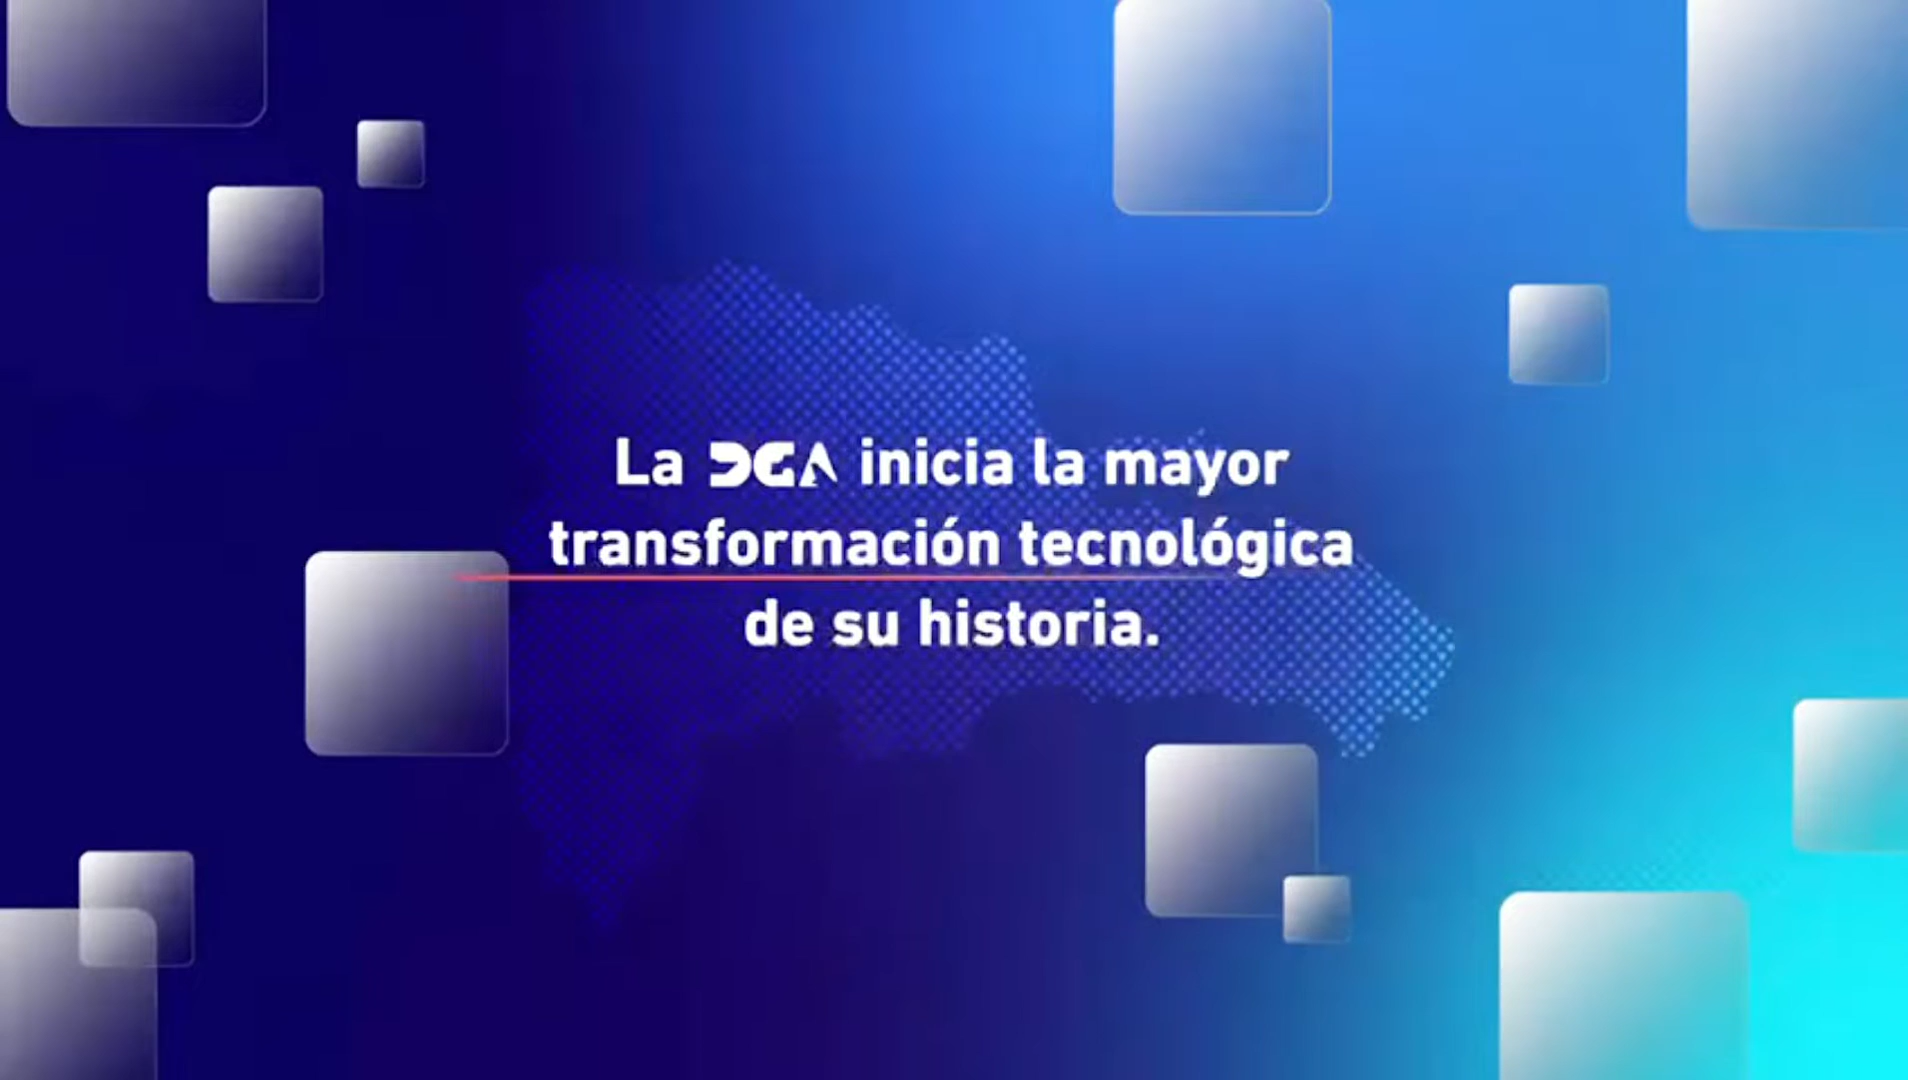 La DGA inicia la mayor
transformación tecnológica
de su historia.